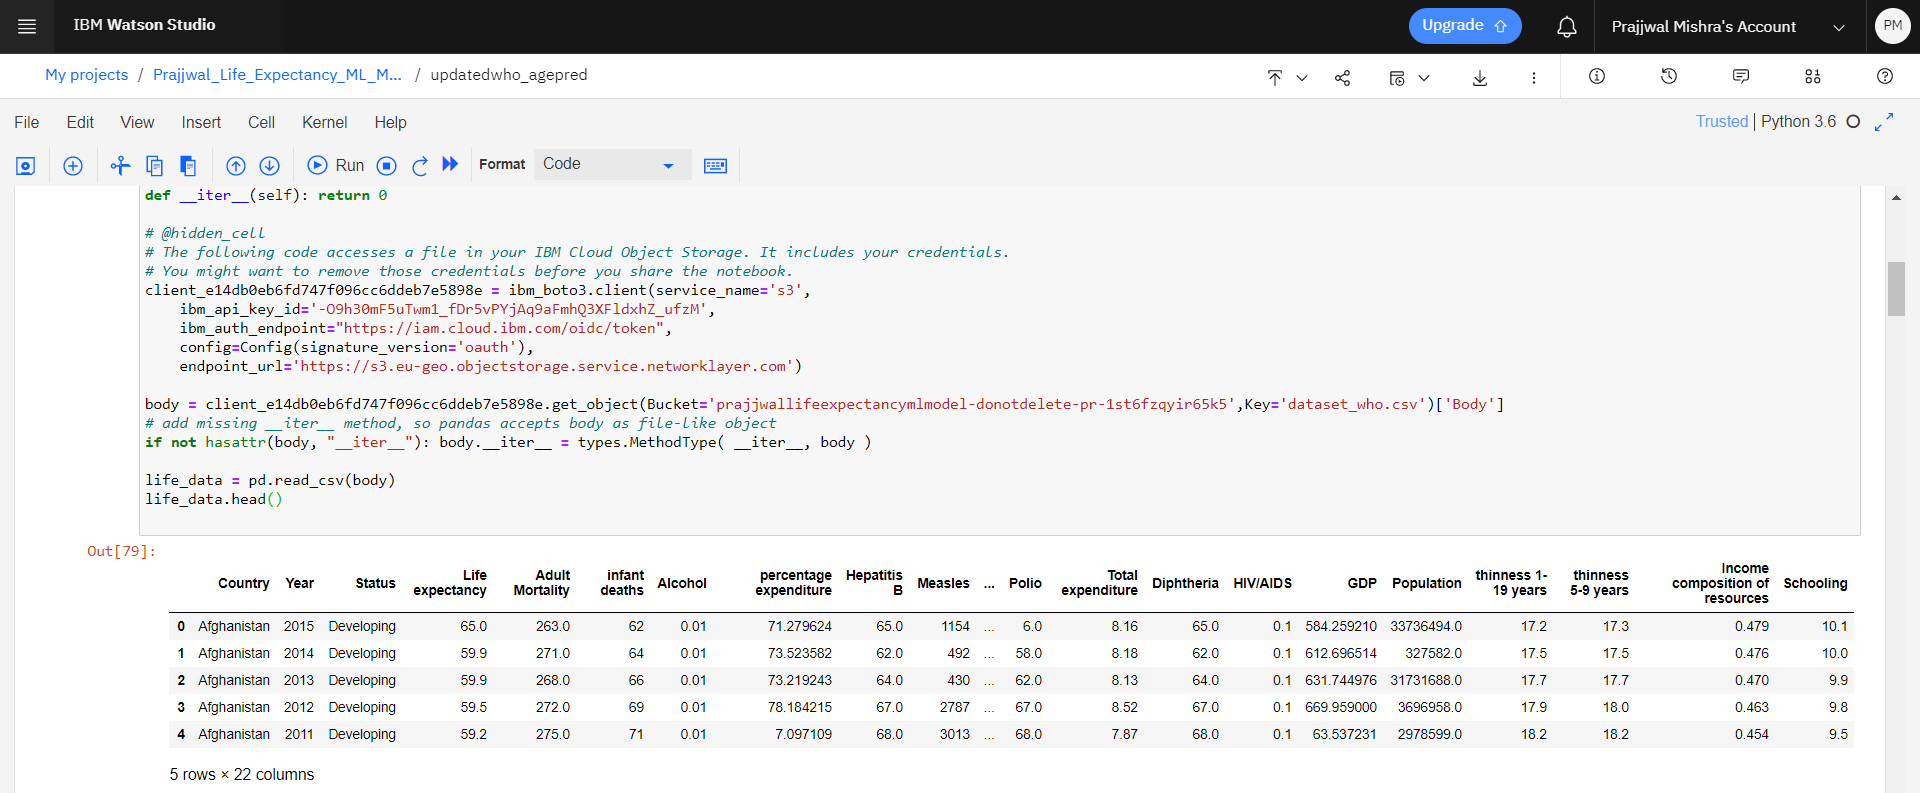 IBM Watson Studio
Upgrade
Prajjwal Mishra's Account
PM
My projects / Prajjwal_Life_Expectancy_ML_M... / updatedwho_agepred
File Edit View Insert Cell Kernel Help
Trusted | Python 3.6
Run
Format
Code
def __iter__(self): return 0
# @hidden_cell
# The following code accesses a file in your IBM Cloud Object Storage. It includes your credentials.
# You might want to remove those credentials before you share the notebook.
client_e14db0eb6fd747f096cc6ddeb7e5898e = ibm_boto3.client(service_name='s3',
ibm_api_key_id='-O9h30mF5uTwm1_fDr5vPYjAq9aFmhQ3XFldxhZ_ufzM',
ibm_auth_endpoint="https://iam.cloud.ibm.com/oidc/token",
config=Config(signature_version='oauth'),
endpoint_url='https://s3.eu-geo.objectstorage.service.networklayer.com')
body = client_e14db0eb6fd747f096cc6ddeb7e5898e.get_object(Bucket='prajjwallifeexpectancymlmodel-donotdelete-pr-1st6fzqyir65k5',Key='dataset_who.csv')['Body']
# add missing __iter__ method, so pandas accepts body as file-like object
if not hasattr(body, "__iter__"): body.__iter__ = types.MethodType( __iter__, body )
life_data = pd.read_csv(body)
life_data.head()
Out[79]:
Country Year Status Life expectancy Adult Mortality infant deaths Alcohol percentage expenditure Hepatitis B Measles ... Polio Total expenditure Diphtheria HIV/AIDS GDP Population thinness 1-19 years thinness 5-9 years Income composition of resources Schooling
0 Afghanistan 2015 Developing 65.0 263.0 62 0.01 71.279624 65.0 1154 ... 6.0 8.16 65.0 0.1 584.259210 33736494.0 17.2 17.3 0.479 10.1
1 Afghanistan 2014 Developing 59.9 271.0 64 0.01 73.523582 62.0 492 ... 58.0 8.18 62.0 0.1 612.696514 327582.0 17.5 17.5 0.476 10.0
2 Afghanistan 2013 Developing 59.9 268.0 66 0.01 73.219243 64.0 430 ... 62.0 8.13 64.0 0.1 631.744976 31731688.0 17.7 17.7 0.470 9.9
3 Afghanistan 2012 Developing 59.5 272.0 69 0.01 78.184215 67.0 2787 ... 67.0 8.52 67.0 0.1 669.959000 3696958.0 17.9 18.0 0.463 9.8
4 Afghanistan 2011 Developing 59.2 275.0 71 0.01 7.097109 68.0 3013 ... 68.0 7.87 68.0 0.1 63.537231 2978599.0 18.2 18.2 0.454 9.5
5 rows × 22 columns